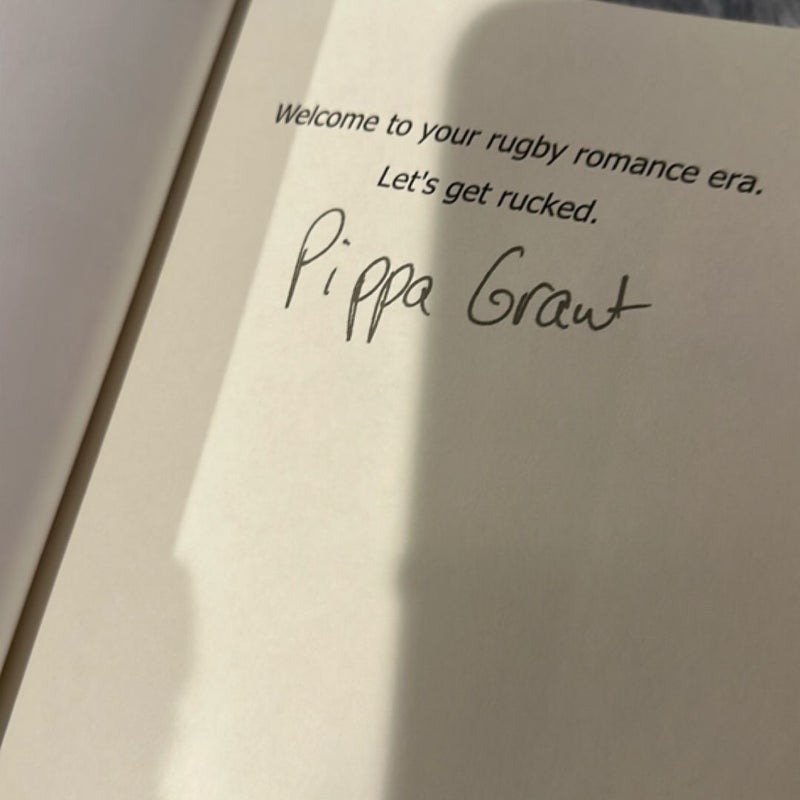 Welcome to your rugby romance era.
Let's get rucked.
Pippa Grant